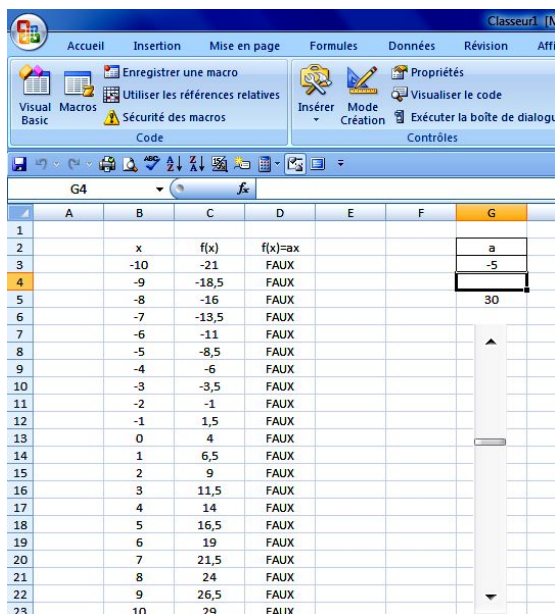 Classeur1 [M
Accueil Insertion Mise en page Formules Données Révision Affi
Visual Basic
Macros
Enregistrer une macro
Utiliser les références relatives
Sécurité des macros
Code
Insérer
Mode Création
Propriétés
Visualiser le code
Exécuter la boîte de dialogu
Contrôles
ABC
G4 fx
A B C D E F G
1
2 x f(x) f(x)=ax a
3 -10 -21 FAUX -5
4 -9 -18,5 FAUX
5 -8 -16 FAUX 30
6 -7 -13,5 FAUX
7 -6 -11 FAUX
8 -5 -8,5 FAUX
9 -4 -6 FAUX
10 -3 -3,5 FAUX
11 -2 -1 FAUX
12 -1 1,5 FAUX
13 0 4 FAUX
14 1 6,5 FAUX
15 2 9 FAUX
16 3 11,5 FAUX
17 4 14 FAUX
18 5 16,5 FAUX
19 6 19 FAUX
20 7 21,5 FAUX
21 8 24 FAUX
22 9 26,5 FAUX
23 10 29 FAUX